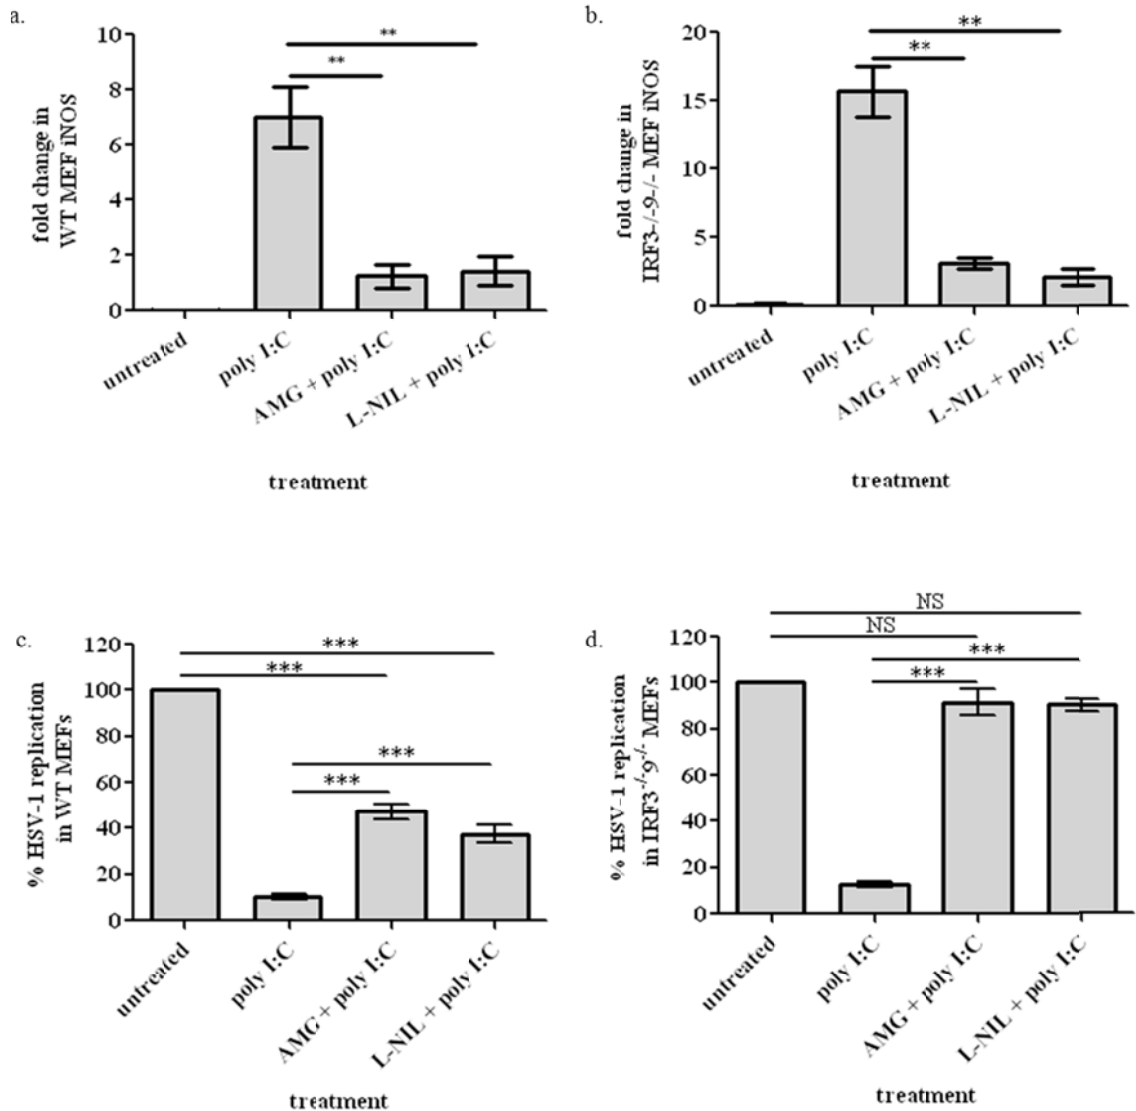 a.
fold change in
WT MEF iNOS
10
8
6
4
2
0
**
**
untreated
poly I:C
AMG + poly I:C
L-NIL + poly I:C
treatment
b.
fold change in
IRF3-/-9-/- MEF iNOS
20
15
10
5
0
**
**
untreated
poly I:C
AMG + poly I:C
L-NIL + poly I:C
treatment
c.
% HSV-1 replication
in WT MEFs
120
100
80
60
40
20
0
***
***
***
***
untreated
poly I:C
AMG + poly I:C
L-NIL + poly I:C
treatment
d.
% HSV-1 replication
in IRF3-/-9-/- MEFs
120
100
80
60
40
20
0
NS
NS
***
***
untreated
poly I:C
AMG + poly I:C
L-NIL + poly I:C
treatment